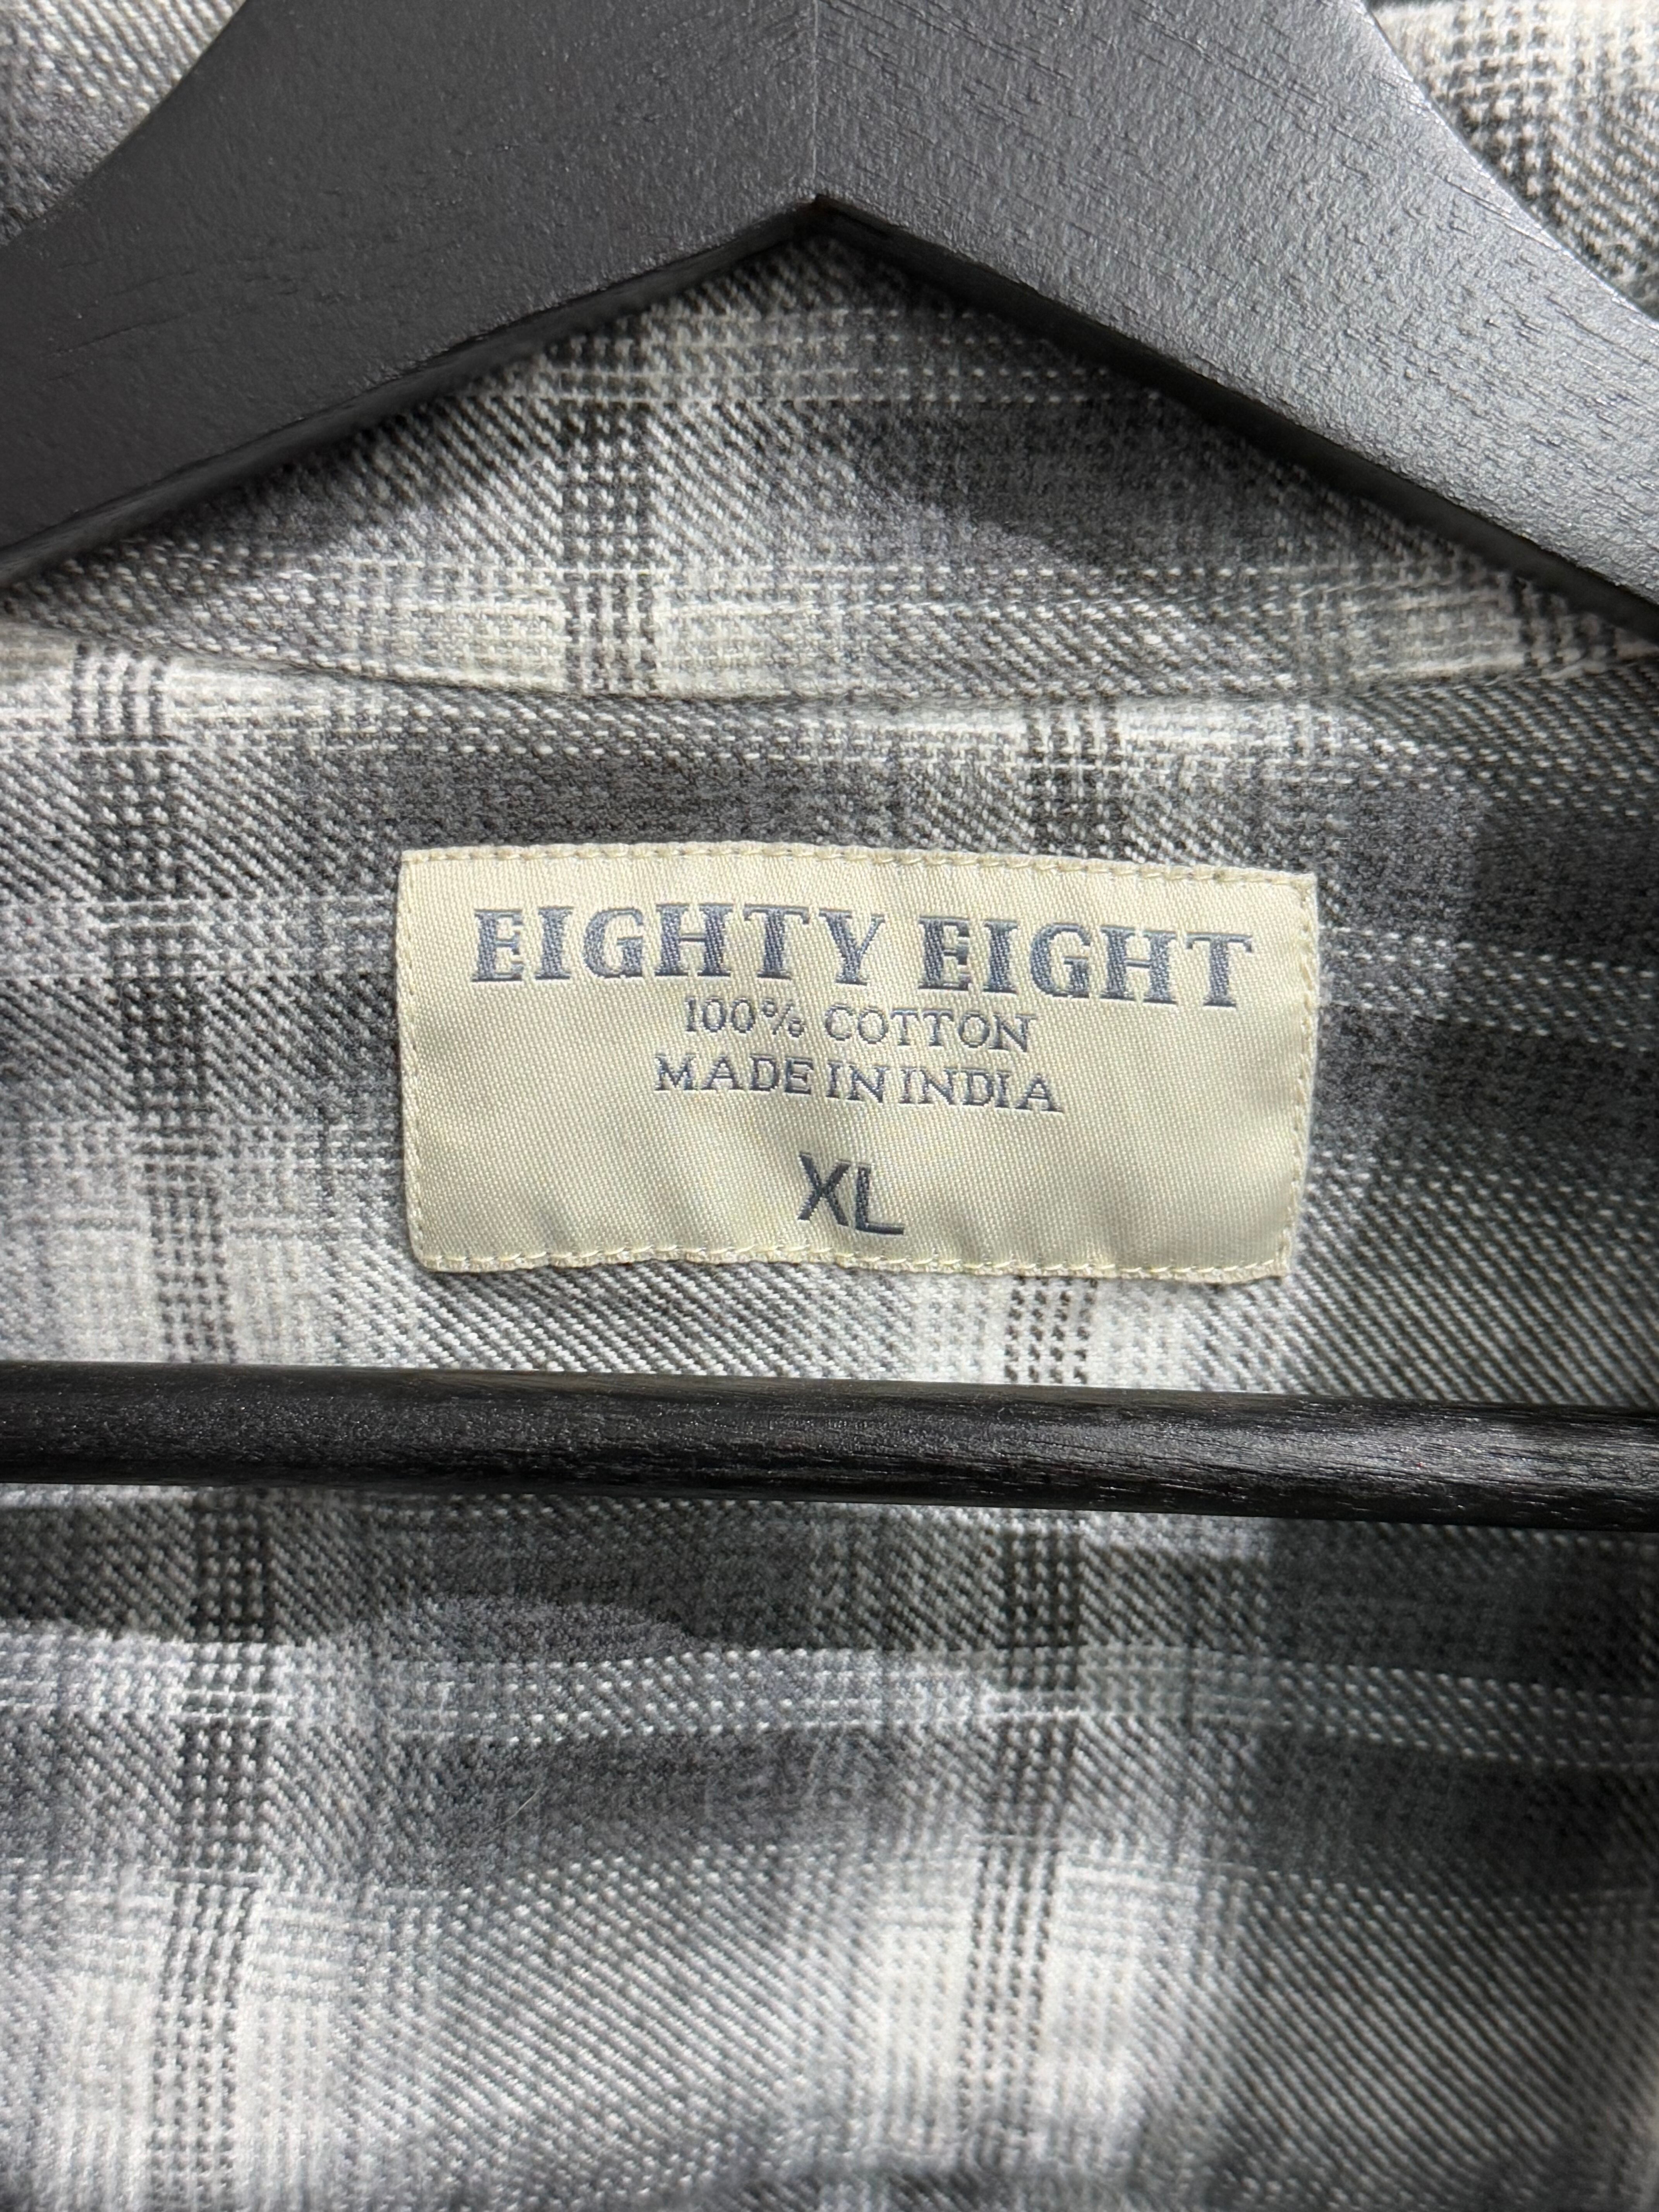 EIGHTY EIGHT
100% COTTON
MADE IN INDIA
XL